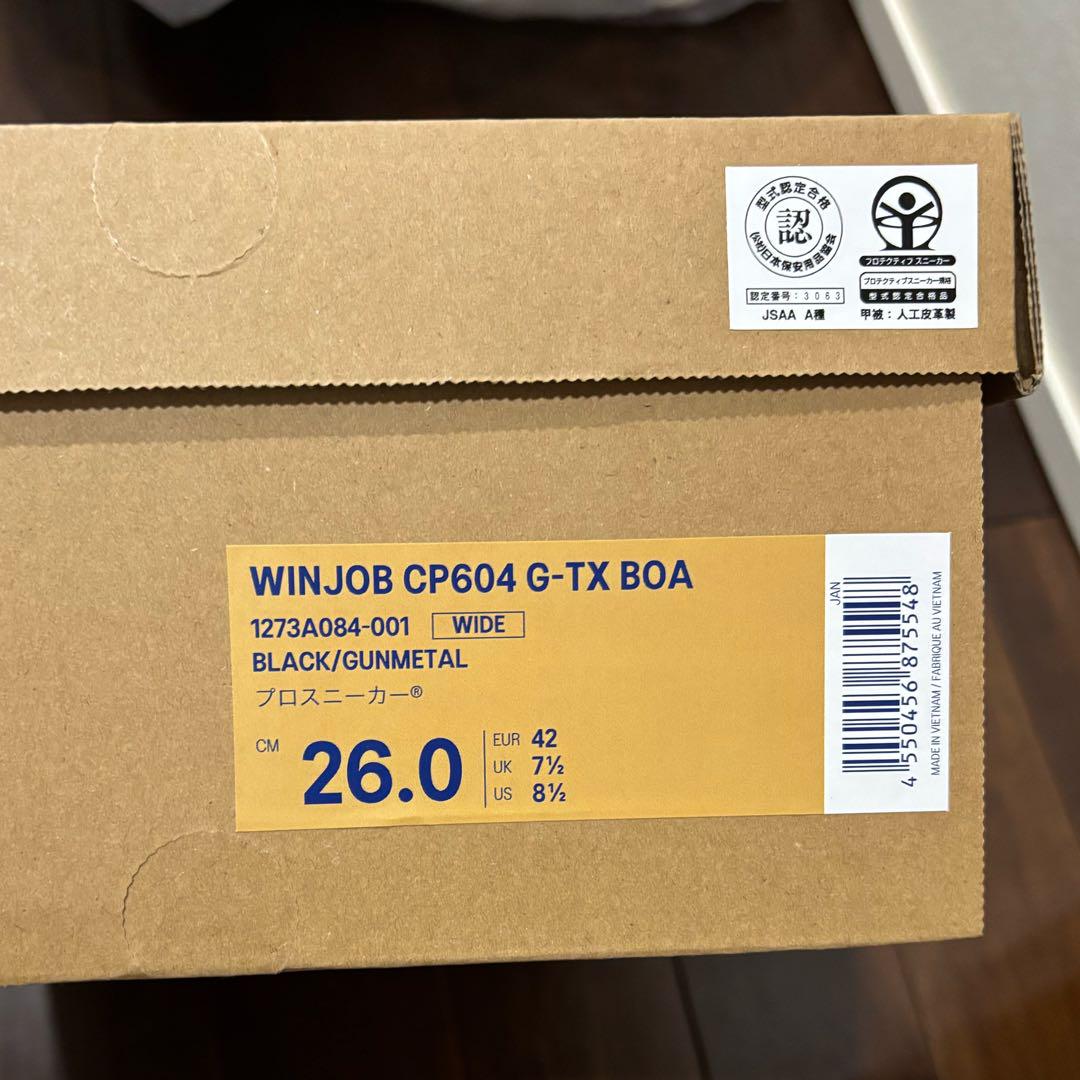 型式認定合格
認
(公社)日本保安用品協会
認定番号:3063
JSAA A種
プロテクティブ スニーカー
プロテクティブスニーカー規格
型式認定合格品
甲被:人工皮革製
WINJOB CP604 G-TX BOA
1273A084-001 WIDE
BLACK/GUNMETAL
プロスニーカー®
CM 26.0
EUR 42
UK 7½
US 8½
JAN
4 550456 875548
MADE IN VIETNAM / FABRIQUE AU VIETNAM